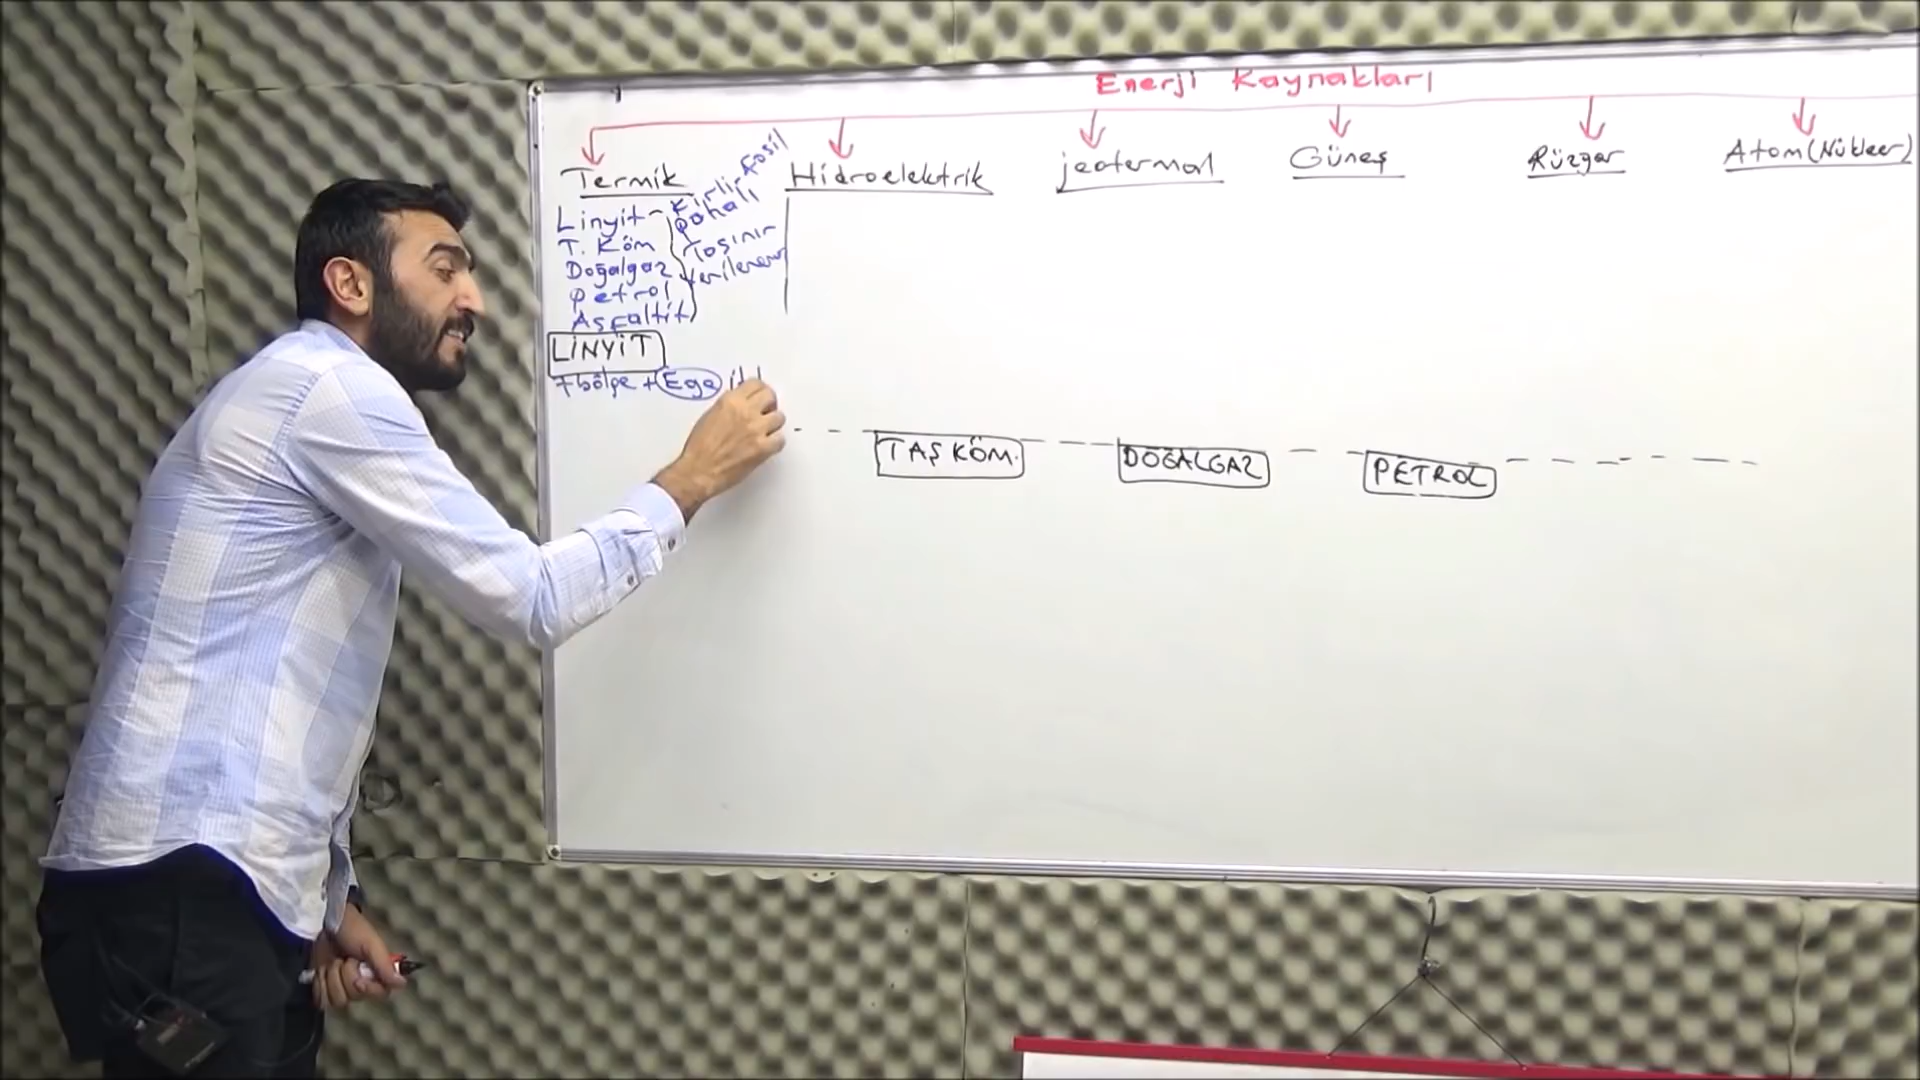 Enerji Kaynakları
Termik
Hidroelektrik
jeotermal
Güneş
Rüzgar
Atom (Nükleer)
Linyit - Kirli - Fosil
T. Köm
Doğalgaz
Petrol
Asfaltit
Pahalı
Taşınır
LİNYİT
7 bölge + Ege
TAŞ KÖM.
DOĞALGAZ
PETROL